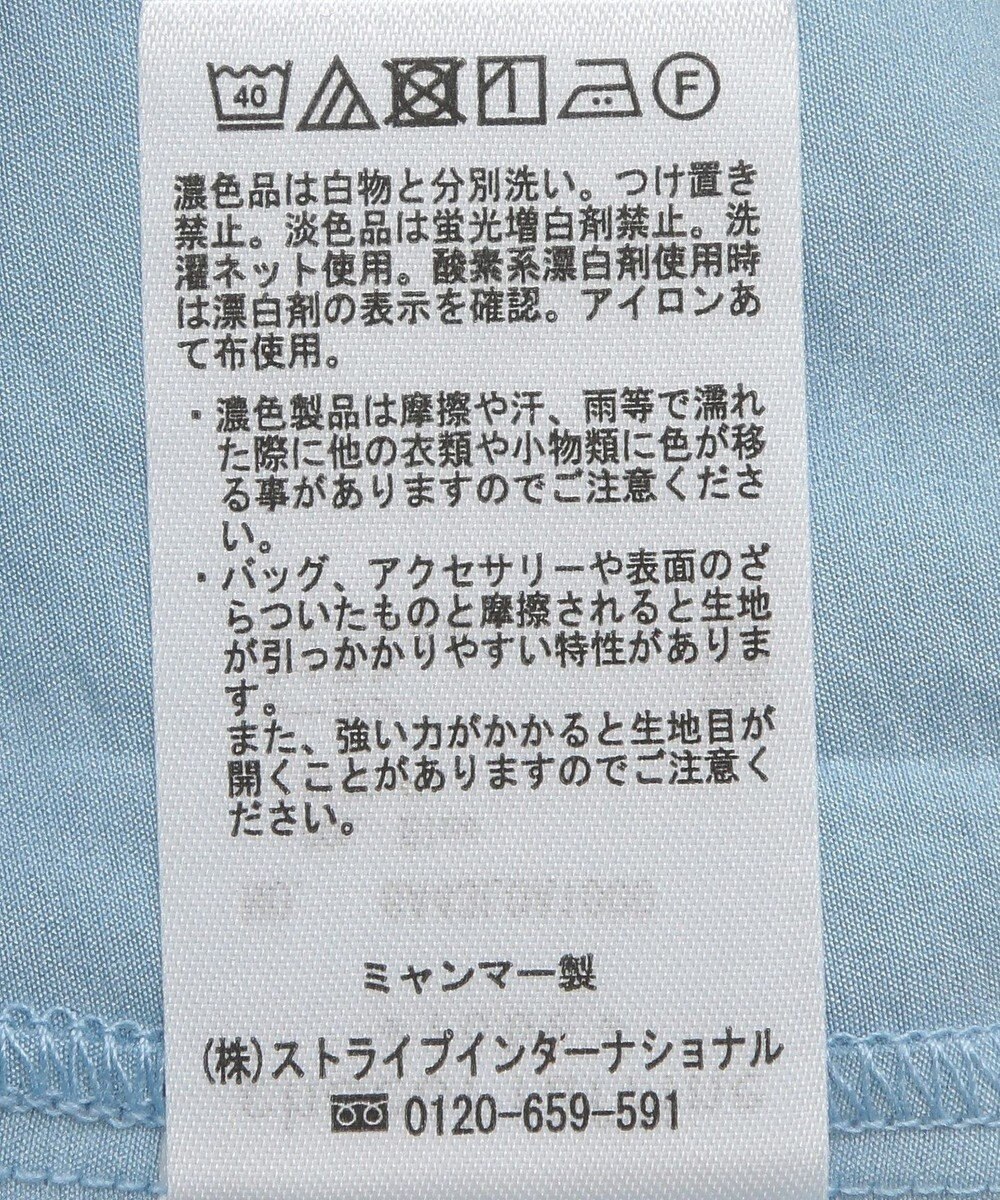 40
F
濃色品は白物と分別洗い。つけ置き
禁止。淡色品は蛍光増白剤禁止。洗
濯ネット使用。酸素系漂白剤使用時
は漂白剤の表示を確認。アイロンあ
て布使用。
・濃色製品は摩擦や汗、雨等で濡れ
た際に他の衣類や小物類に色が移
る事がありますのでご注意くださ
い。
・バッグ、アクセサリーや表面のざ
らついたものと摩擦されると生地
が引っかかりやすい特性がありま
す。
また、強い力がかかると生地目が
開くことがありますのでご注意く
ださい。
ミャンマー製
(株)ストライプインターナショナル
0120-659-591